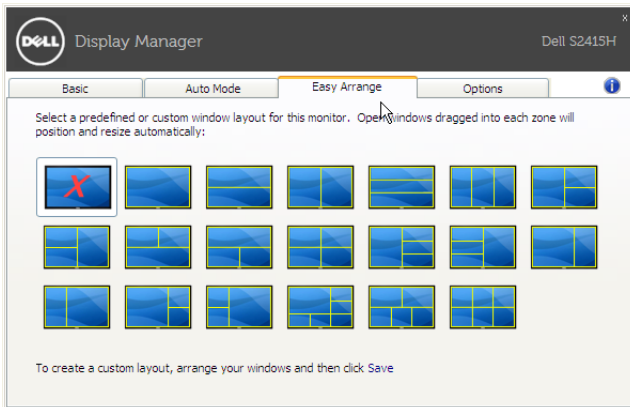 DELL Display Manager
Dell S2415H
x
Basic Auto Mode Easy Arrange Options i
Select a predefined or custom window layout for this monitor. Open windows dragged into each zone will
position and resize automatically:
X
To create a custom layout, arrange your windows and then click Save